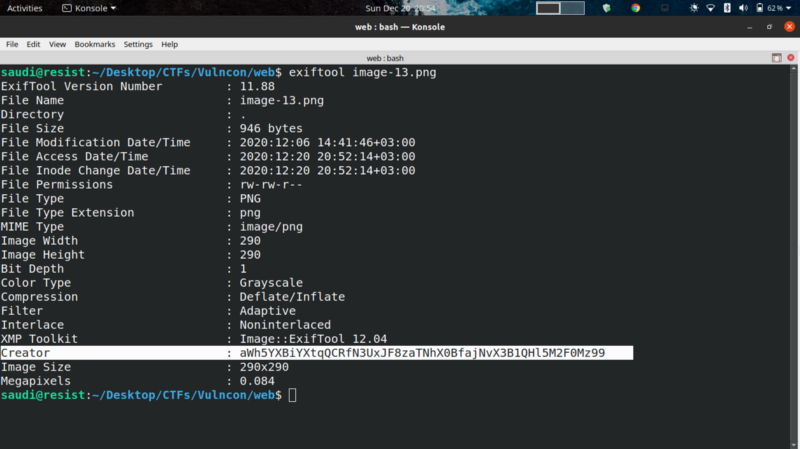 Activities Konsole Sun Dec 20 20:54 62 %
web : bash — Konsole
File Edit View Bookmarks Settings Help
web : bash
saudi@resist:~/Desktop/CTFs/Vulncon/web$ exiftool image-13.png
ExifTool Version Number : 11.88
File Name : image-13.png
Directory : .
File Size : 946 bytes
File Modification Date/Time : 2020:12:06 14:41:46+03:00
File Access Date/Time : 2020:12:20 20:52:14+03:00
File Inode Change Date/Time : 2020:12:20 20:52:14+03:00
File Permissions : rw-rw-r--
File Type : PNG
File Type Extension : png
MIME Type : image/png
Image Width : 290
Image Height : 290
Bit Depth : 1
Color Type : Grayscale
Compression : Deflate/Inflate
Filter : Adaptive
Interlace : Noninterlaced
XMP Toolkit : Image::ExifTool 12.04
Creator : aWh5YXBiYXtqQCRfN3UxJF8zaTNhX0BfajNvX3B1QHl5M2F0Mz99
Image Size : 290x290
Megapixels : 0.084
saudi@resist:~/Desktop/CTFs/Vulncon/web$